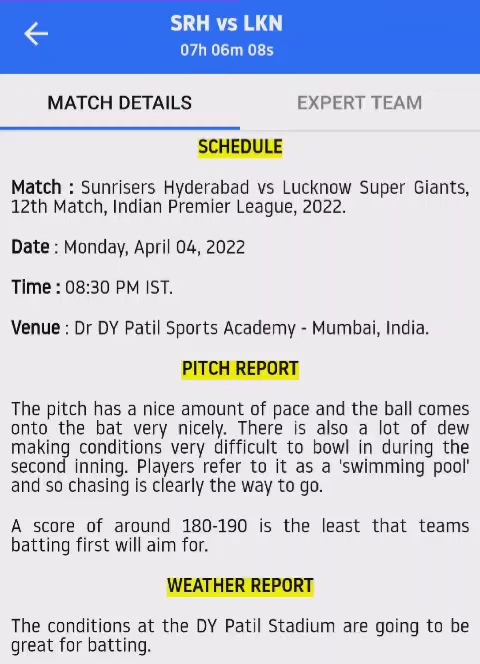 SRH vs LKN
07h 06m 08s
MATCH DETAILS
EXPERT TEAM
SCHEDULE
Match : Sunrisers Hyderabad vs Lucknow Super Giants,
12th Match, Indian Premier League, 2022.
Date : Monday, April 04, 2022
Time : 08:30 PM IST.
Venue : Dr DY Patil Sports Academy - Mumbai, India.
PITCH REPORT
The pitch has a nice amount of pace and the ball comes
onto the bat very nicely. There is also a lot of dew
making conditions very difficult to bowl in during the
second inning. Players refer to it as a 'swimming pool'
and so chasing is clearly the way to go.
A score of around 180-190 is the least that teams
batting first will aim for.
WEATHER REPORT
The conditions at the DY Patil Stadium are going to be
great for batting.